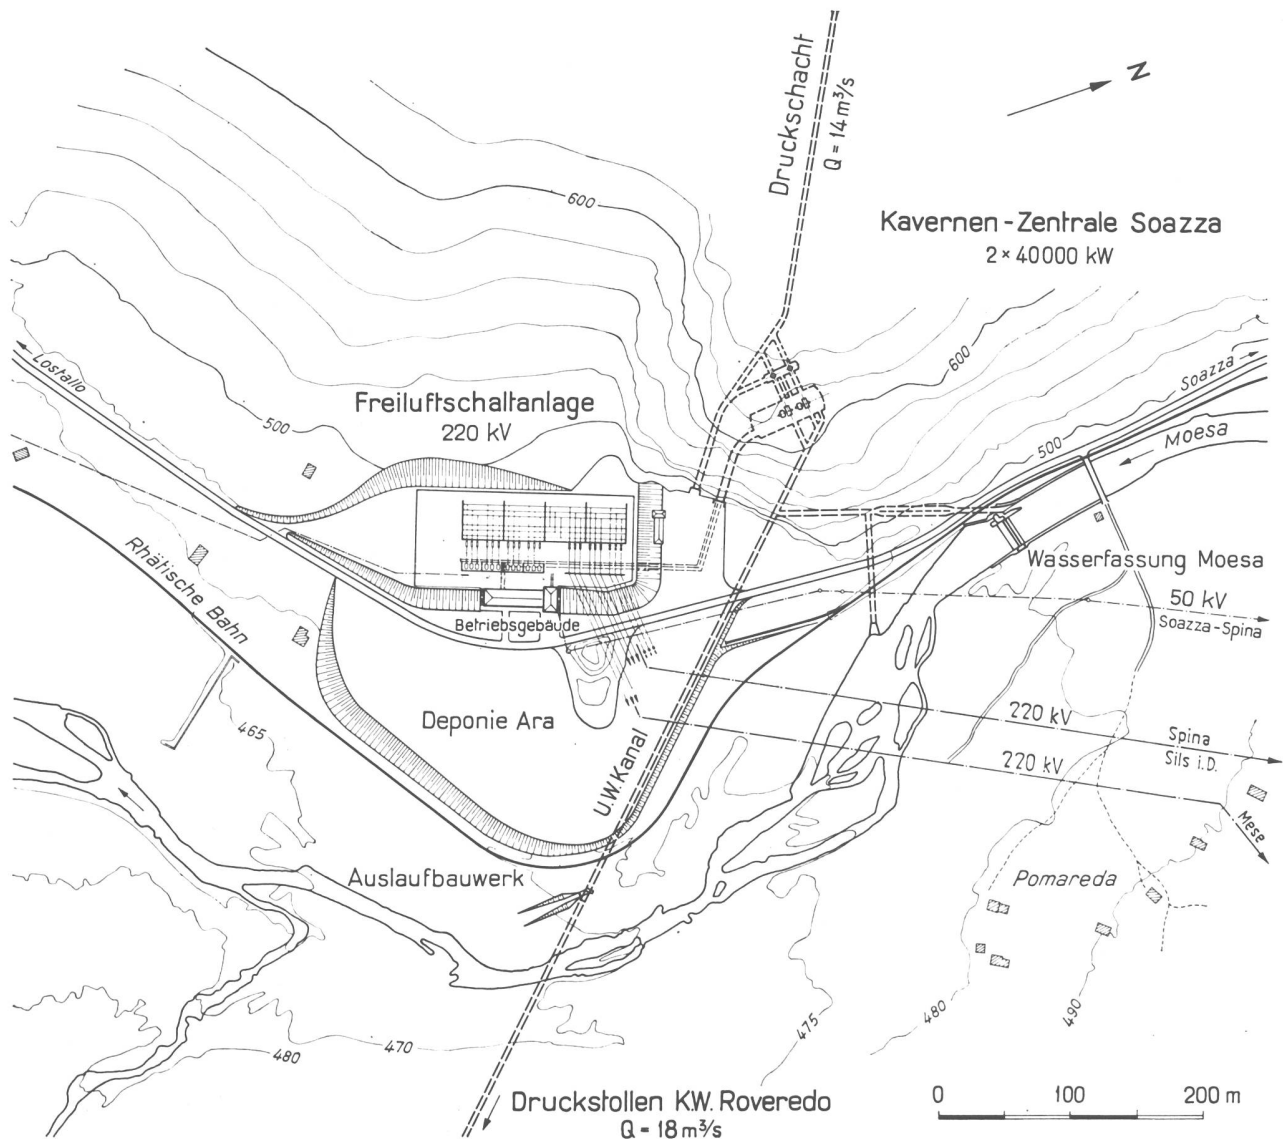 N
Druckschacht
Q = 14 m³/s
600
Kavernen-Zentrale Soazza
2 × 40000 kW
Lostallo
Freiluftschaltanlage
220 kV
500
600
Soazza
500
Moesa
Wasserfassung Moesa
50 kV
Soazza-Spina
Rhätische Bahn
Betriebsgebäude
Deponie Ara
465
U.W. Kanal
220 kV
Spina
Sils i.D.
220 kV
Mese
Auslaufbauwerk
Pomareda
480
470
475
480
490
Druckstollen K.W. Roveredo
Q = 18 m³/s
0 100 200 m